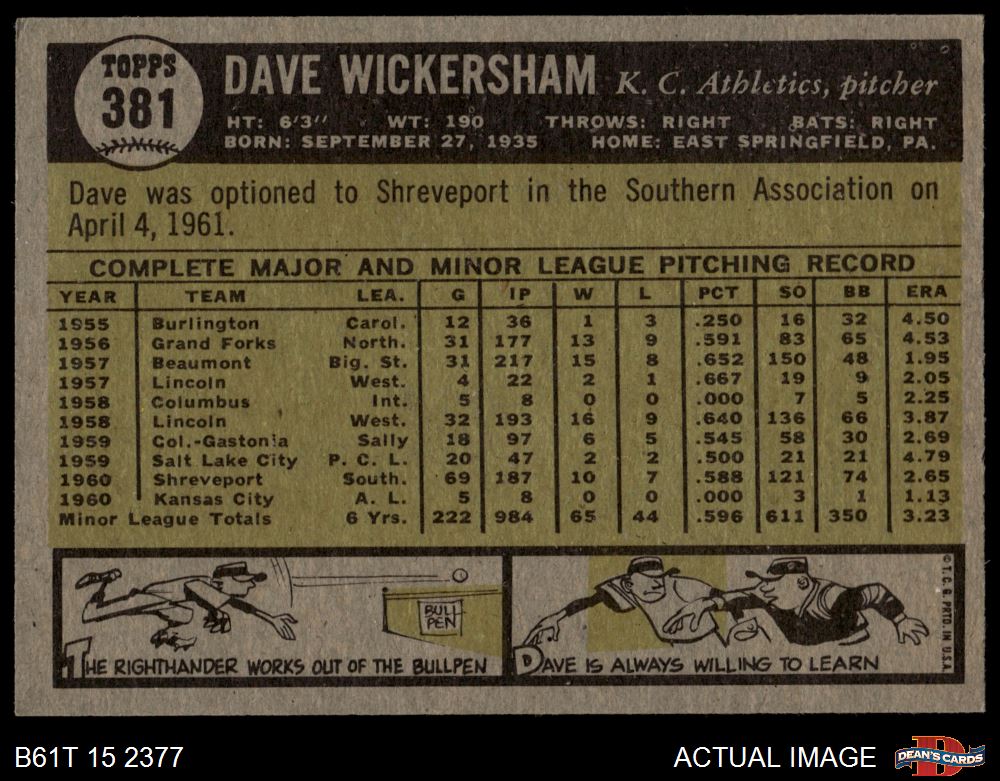 TOPPS
381
DAVE WICKERSHAM K. C. Athletics, pitcher
HT: 6'3" WT: 190 THROWS: RIGHT BATS: RIGHT
BORN: SEPTEMBER 27, 1935 HOME: EAST SPRINGFIELD, PA.
Dave was optioned to Shreveport in the Southern Association on
April 4, 1961.
COMPLETE MAJOR AND MINOR LEAGUE PITCHING RECORD
YEAR TEAM LEA. G IP W L PCT SO BB ERA
1955 Burlington Carol. 12 36 1 3 .250 16 32 4.50
1956 Grand Forks North. 31 177 13 9 .591 83 65 4.53
1957 Beaumont Big. St. 31 217 15 8 .652 150 48 1.95
1957 Lincoln West. 4 22 2 1 .667 19 9 2.05
1958 Columbus Int. 5 8 0 0 .000 7 5 2.25
1958 Lincoln West. 32 193 16 9 .640 136 66 3.87
1959 Col.-Gastonia Sally 18 97 6 5 .545 58 30 2.69
1959 Salt Lake City P. C. L. 20 47 2 2 .500 21 21 4.79
1960 Shreveport South. 69 187 10 7 .588 121 74 2.65
1960 Kansas City A. L. 5 8 0 0 .000 3 1 1.13
Minor League Totals 6 Yrs. 222 984 65 44 .596 611 350 3.23
BULL
PEN
THE RIGHTHANDER WORKS OUT OF THE BULLPEN
DAVE IS ALWAYS WILLING TO LEARN
© T. C. G. PRTD IN U.S.A.
B61T 15 2377 ACTUAL IMAGE
D
DEAN'S CARDS